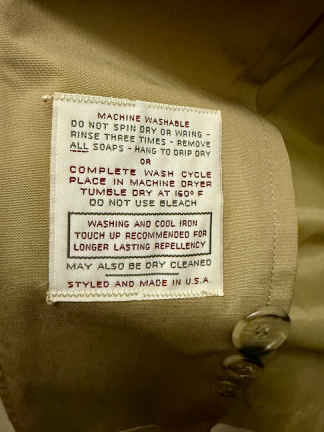 MACHINE WASHABLE
DO NOT SPIN DRY OR WRING -
RINSE THREE TIMES - REMOVE
ALL SOAPS - HANG TO DRIP DRY
OR
COMPLETE WASH CYCLE
PLACE IN MACHINE DRYER
TUMBLE DRY AT 160° F
DO NOT USE BLEACH
WASHING AND COOL IRON
TOUCH UP RECOMMENDED FOR
LONGER LASTING REPELLENCY
MAY ALSO BE DRY CLEANED
STYLED AND MADE IN U.S.A.